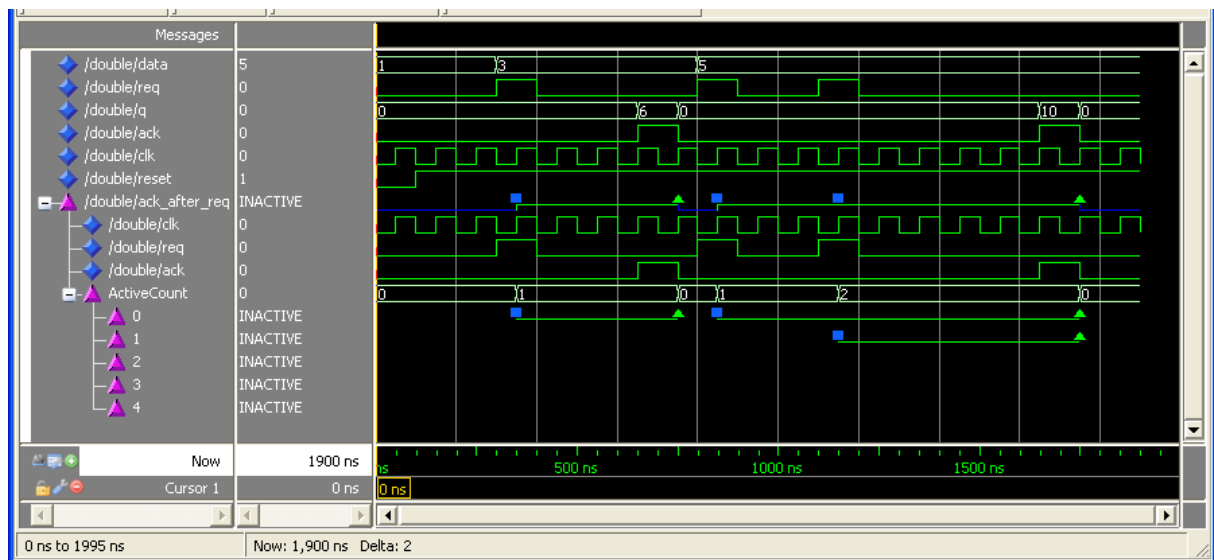 Messages
/double/data 5 1 3 5
/double/req 0
/double/q 0 0 6 0 10 0
/double/ack 0
/double/clk 0
/double/reset 1
/double/ack_after_req INACTIVE
/double/clk 0
/double/req 0
/double/ack 0
ActiveCount 0 0 1 0 1 2 0
0 INACTIVE
1 INACTIVE
2 INACTIVE
3 INACTIVE
4 INACTIVE
Now 1900 ns ns 500 ns 1000 ns 1500 ns
Cursor 1 0 ns 0 ns
0 ns to 1995 ns Now: 1,900 ns Delta: 2